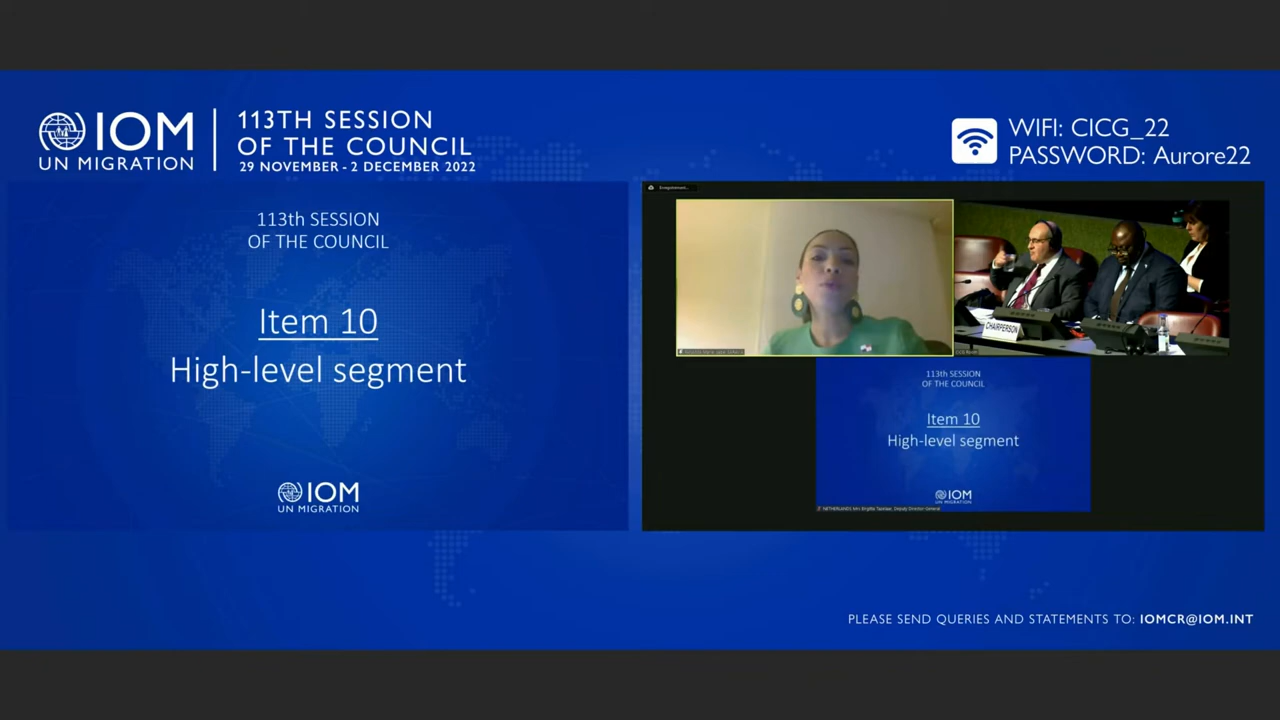 IOM
UN MIGRATION
113TH SESSION
OF THE COUNCIL
29 NOVEMBER - 2 DECEMBER 2022
WIFI: CICG_22
PASSWORD: Aurore22
113th SESSION
OF THE COUNCIL
Item 10
High-level segment
IOM
UN MIGRATION
Enregistrement...
CHAIRPERSON
113th SESSION
OF THE COUNCIL
Item 10
High-level segment
IOM
UN MIGRATION
PLEASE SEND QUERIES AND STATEMENTS TO: IOMCR@IOM.INT